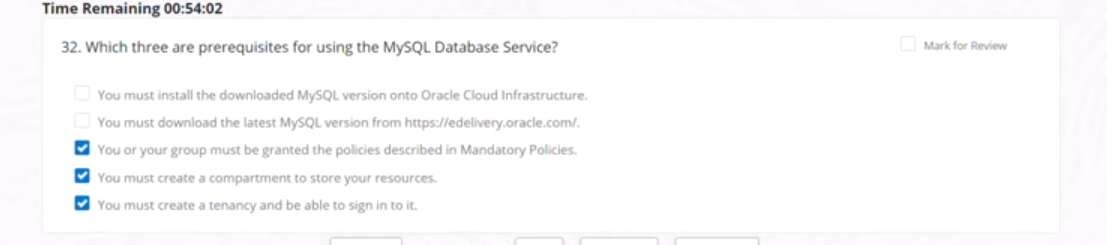 Time Remaining 00:54:02
32. Which three are prerequisites for using the MySQL Database Service?
Mark for Review
You must install the downloaded MySQL version onto Oracle Cloud Infrastructure.
You must download the latest MySQL version from https://edelivery.oracle.com/.
You or your group must be granted the policies described in Mandatory Policies.
You must create a compartment to store your resources.
You must create a tenancy and be able to sign in to it.